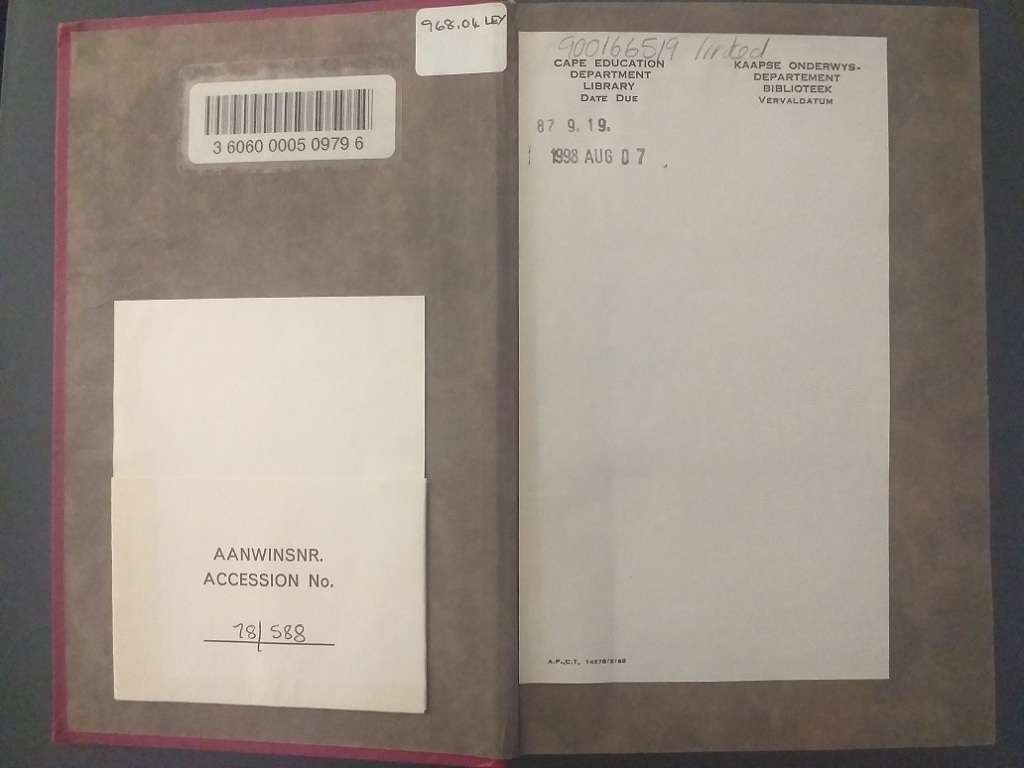 968.04 LEY
3 6060 0005 0979 6
AANWINSNR.
ACCESSION No.
78/588
900166519 linked
CAPE EDUCATION
DEPARTMENT
LIBRARY
DATE DUE
KAAPSE ONDERWYS-
DEPARTEMENT
BIBLIOTEEK
VERVALDATUM
87 9. 19.
1998 AUG 07